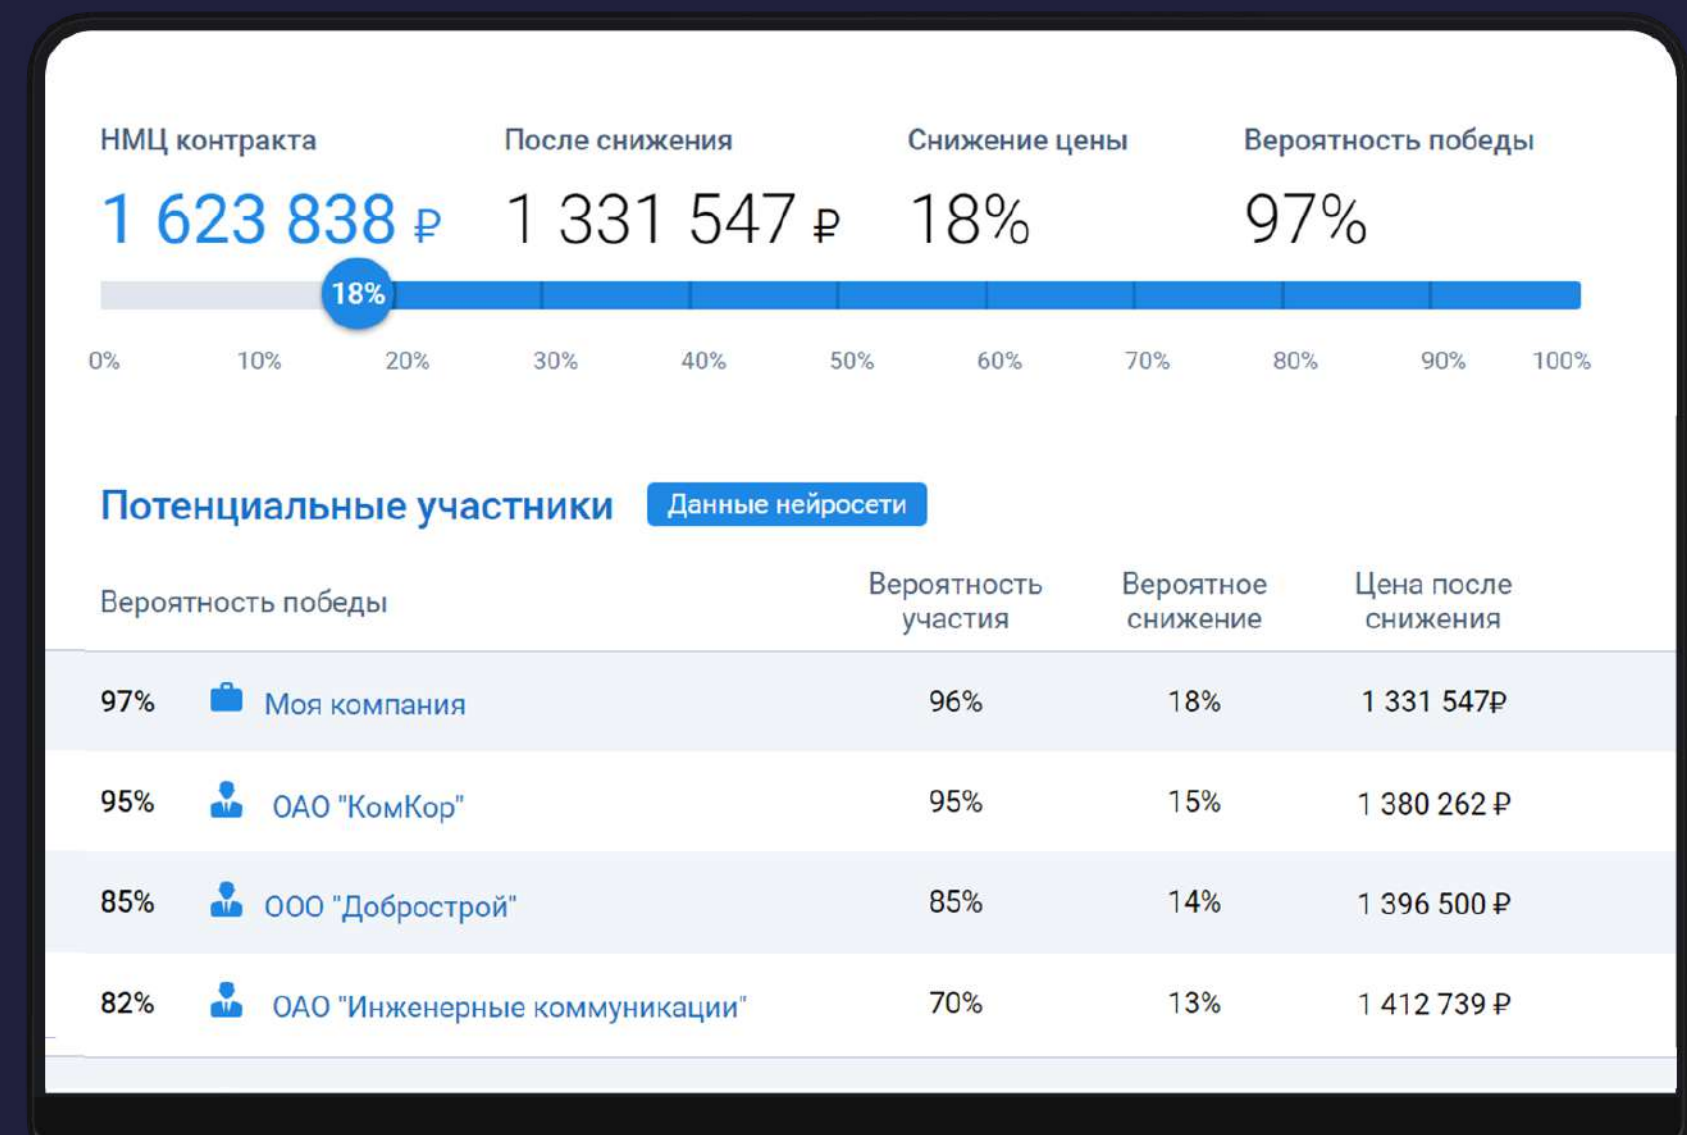 НМЦ контракта После снижения Снижение цены Вероятность победы
1 623 838 ₽ 1 331 547 ₽ 18% 97%
18%
0% 10% 20% 30% 40% 50% 60% 70% 80% 90% 100%
Потенциальные участники Данные нейросети
Вероятность победы Вероятность участия Вероятное снижение Цена после снижения
97% Моя компания 96% 18% 1 331 547₽
95% ОАО "КомКор" 95% 15% 1 380 262 ₽
85% ООО "Добрострой" 85% 14% 1 396 500 ₽
82% ОАО "Инженерные коммуникации" 70% 13% 1 412 739 ₽